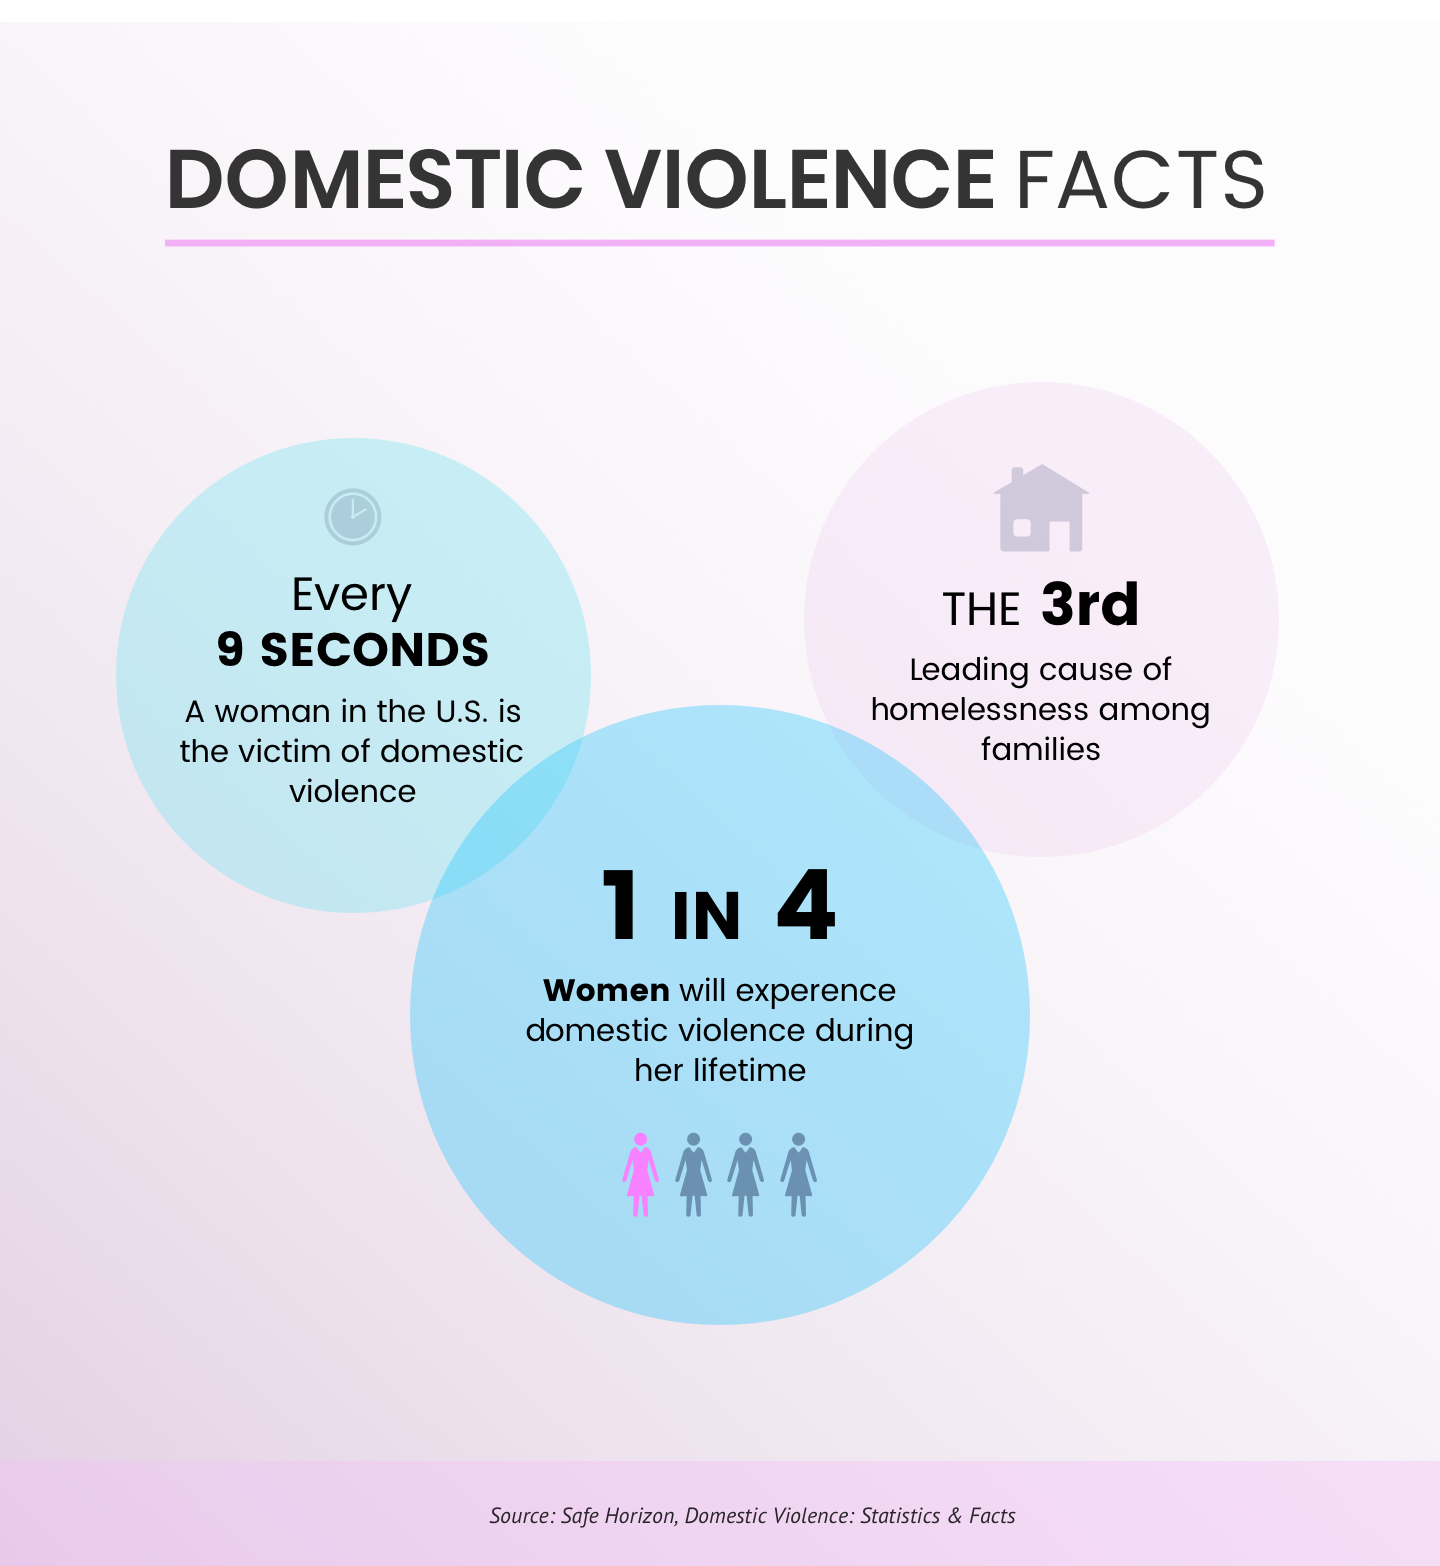 DOMESTIC VIOLENCE FACTS
Every
9 SECONDS
A woman in the U.S. is
the victim of domestic
violence
THE 3rd
Leading cause of
homelessness among
families
1 IN 4
Women will experence
domestic violence during
her lifetime
Source: Safe Horizon, Domestic Violence: Statistics & Facts